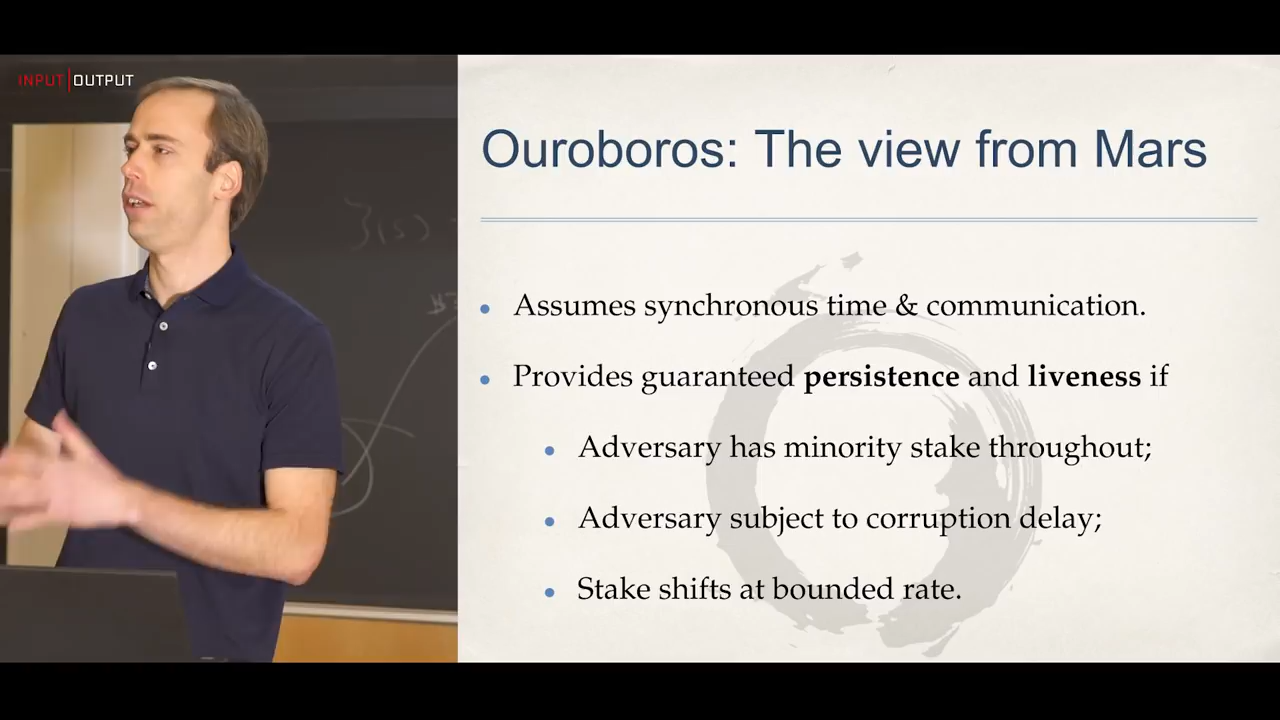 INPUT|OUTPUT
Ouroboros: The view from Mars
• Assumes synchronous time & communication.
• Provides guaranteed persistence and liveness if
• Adversary has minority stake throughout;
• Adversary subject to corruption delay;
• Stake shifts at bounded rate.